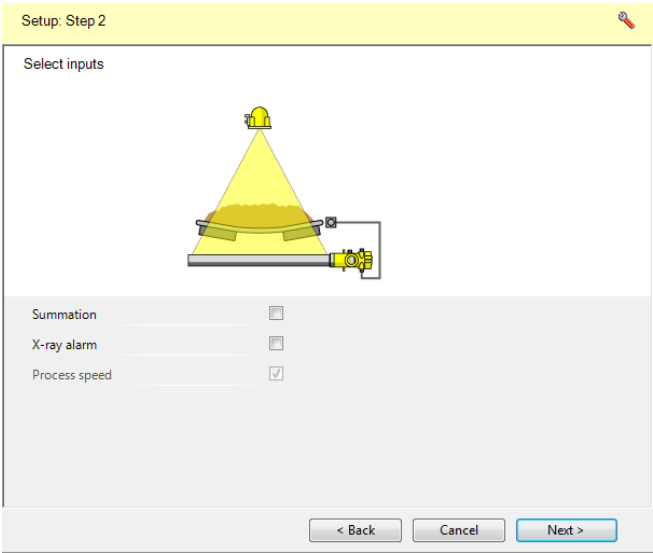 Setup: Step 2
Select inputs
Summation
X-ray alarm
Process speed
< Back
Cancel
Next >